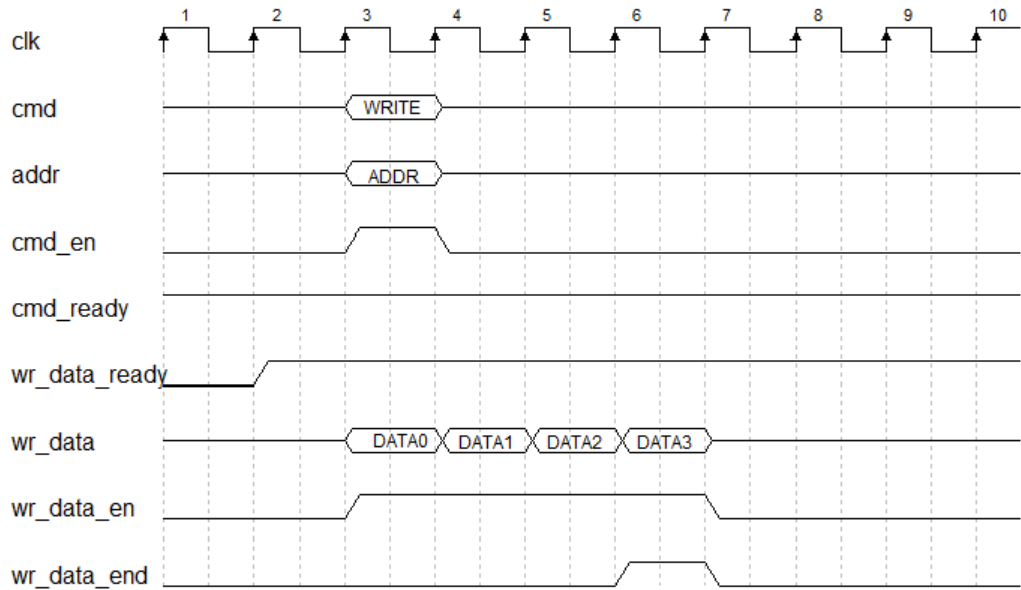 1 2 3 4 5 6 7 8 9 10
clk
cmd WRITE
addr ADDR
cmd_en
cmd_ready
wr_data_ready
wr_data DATA0 DATA1 DATA2 DATA3
wr_data_en
wr_data_end